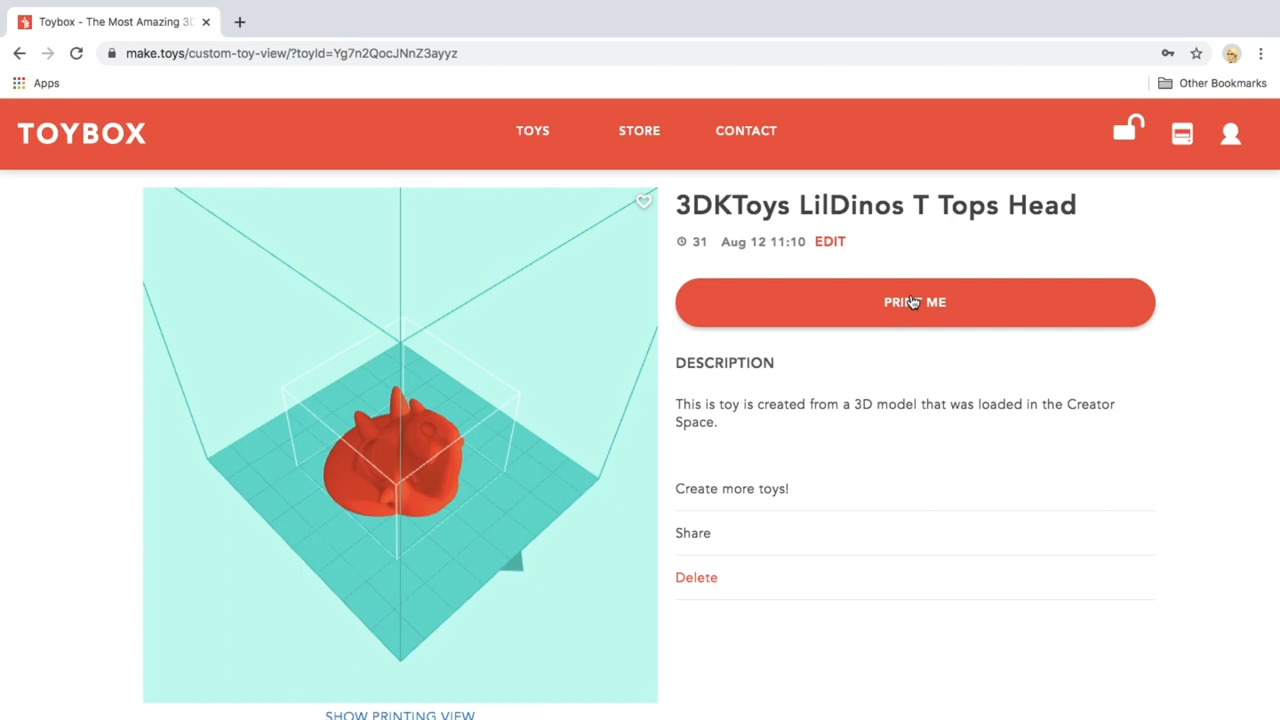 Toybox - The Most Amazing 3
make.toys/custom-toy-view/?toyId=Yg7n2QocJNnZ3ayyz
Apps
Other Bookmarks
TOYBOX
TOYS
STORE
CONTACT
3DKToys LilDinos T Tops Head
31 Aug 12 11:10 EDIT
PRINT ME
DESCRIPTION
This is toy is created from a 3D model that was loaded in the Creator
Space.
Create more toys!
Share
Delete
SHOW PRINTING VIEW